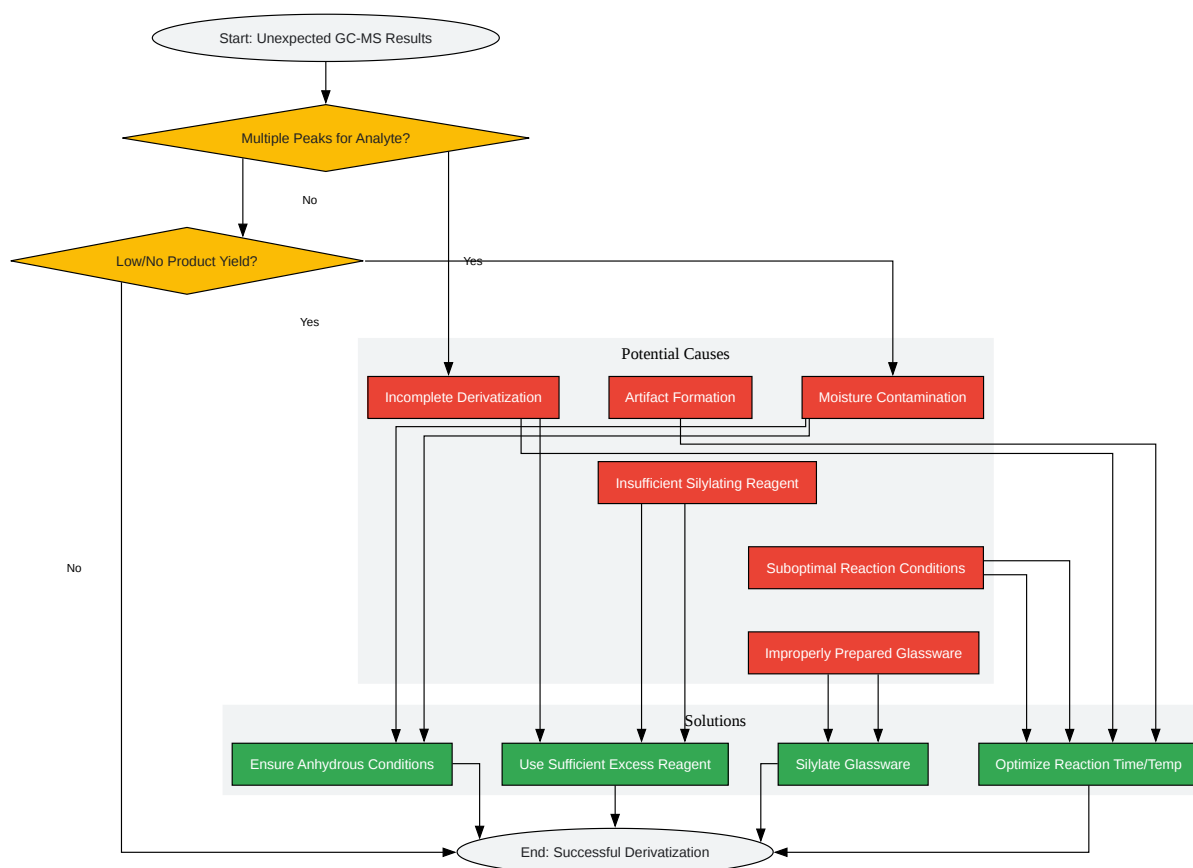 Start: Unexpected GC-MS Results
Multiple Peaks for Analyte?
No
Low/No Product Yield?
Yes
Yes
Potential Causes
Incomplete Derivatization
Artifact Formation
Moisture Contamination
Insufficient Silylating Reagent
No
Suboptimal Reaction Conditions
Improperly Prepared Glassware
Solutions
Ensure Anhydrous Conditions
Use Sufficient Excess Reagent
Silylate Glassware
Optimize Reaction Time/Temp
End: Successful Derivatization